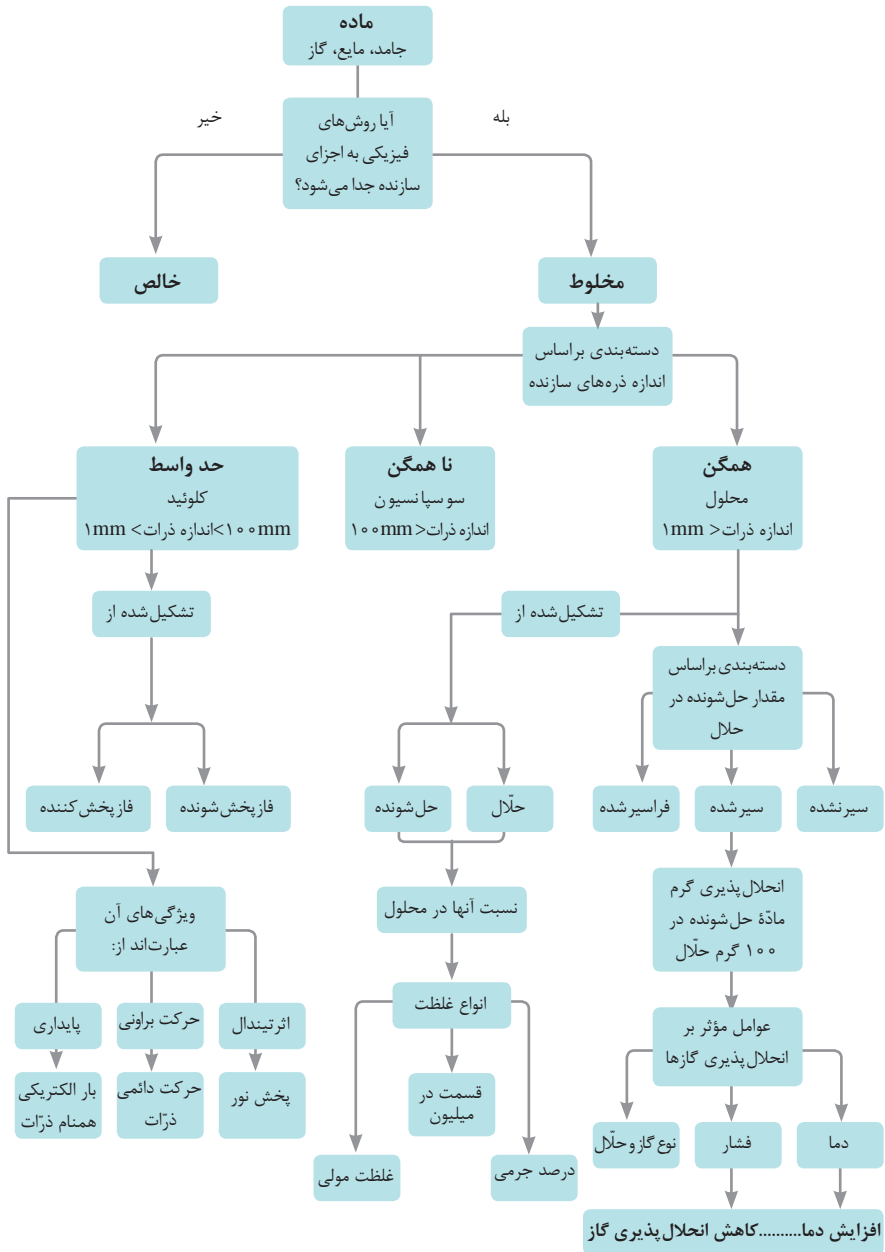 ماده
جامد، مایع، گاز
آیا روش‌های
فیزیکی به اجزای
سازنده جدا می‌شود؟
بله
خیر
مخلوط
خالص
دسته‌بندی براساس
اندازه ذره‌های سازنده
همگن
محلول
اندازه ذرات> ۱mm
نا همگن
سوسپانسیون
اندازه ذرات<۱۰۰mm
حد واسط
کلوئید
۱۰۰mm>اندازه ذرات> ۱mm
تشکیل‌شده از
تشکیل‌شده از
دسته‌بندی براساس
مقدار حل‌شونده در
حلال
سیرنشده
سیرشده
فراسیرشده
حلّال
حل‌شونده
فاز پخش‌شونده
فاز پخش‌کننده
انحلال‌پذیری گرم
مادّهٔ حل‌شونده در
۱۰۰ گرم حلّال
نسبت آنها در محلول
ویژگی‌های آن
عبارت‌اند از:
عوامل مؤثر بر
انحلال‌پذیری گازها
انواع غلظت
اثر تیندال
حرکت براونی
پایداری
پخش نور
حرکت دائمی
ذرّات
بار الکتریکی
همنام ذرّات
قسمت در
میلیون
درصد جرمی
غلظت مولی
دما
فشار
نوع گاز و حلّال
افزایش دما..........کاهش انحلال‌پذیری گاز